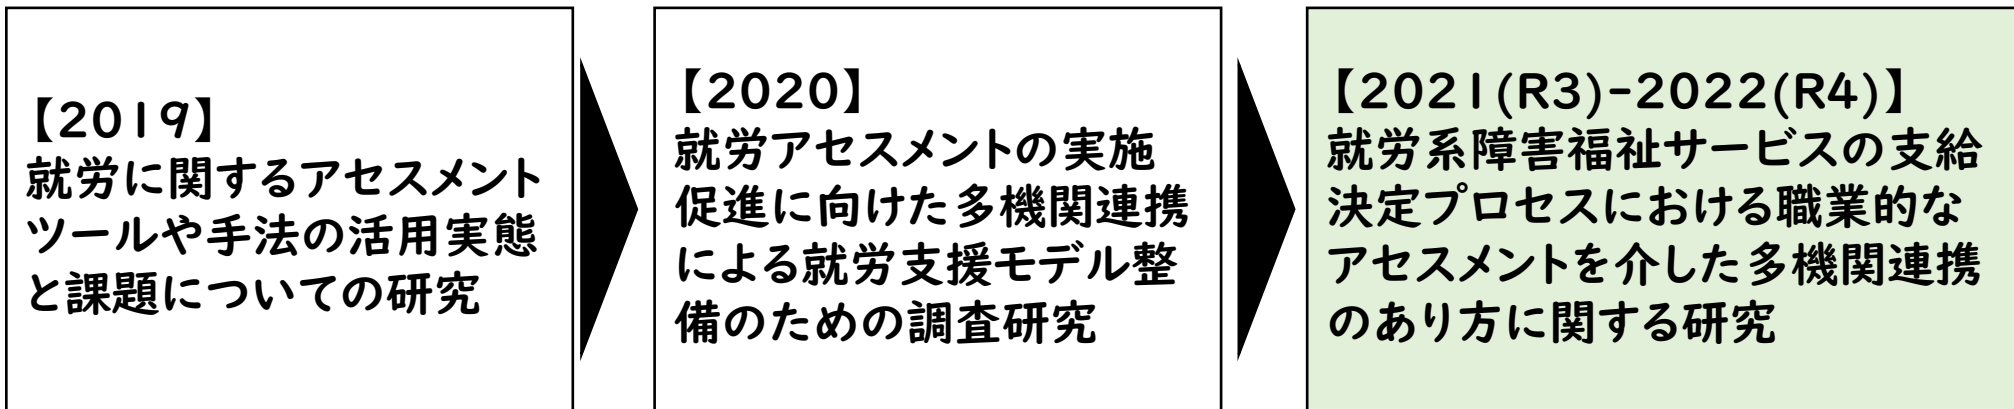 【2019】
就労に関するアセスメント
ツールや手法の活用実態
と課題についての研究
【2020】
就労アセスメントの実施
促進に向けた多機関連携
による就労支援モデル整
備のための調査研究
【2021(R3)-2022(R4)】
就労系障害福祉サービスの支給
決定プロセスにおける職業的な
アセスメントを介した多機関連携
のあり方に関する研究